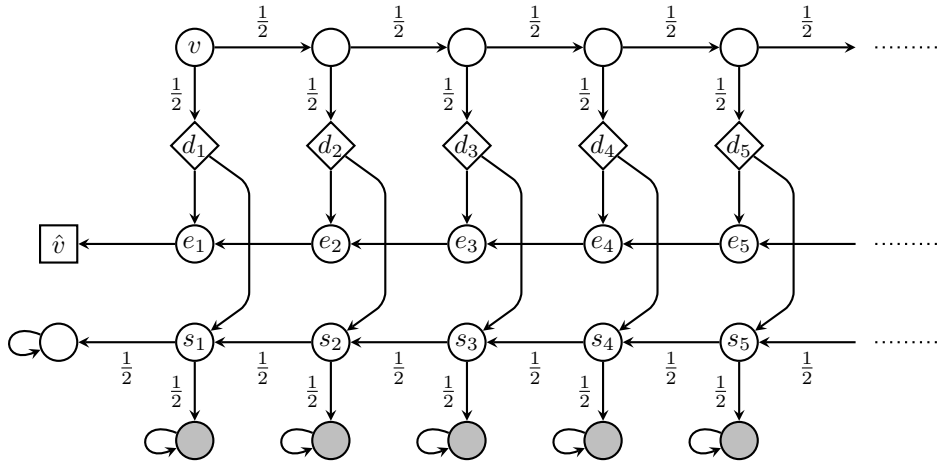 1/2 1/2 1/2 1/2 1/2
v
1/2 1/2 1/2 1/2 1/2
d₁ d₂ d₃ d₄ d₅
v̂ e₁ e₂ e₃ e₄ e₅
s₁ s₂ s₃ s₄ s₅
1/2 1/2 1/2 1/2 1/2 1/2
1/2 1/2 1/2 1/2 1/2